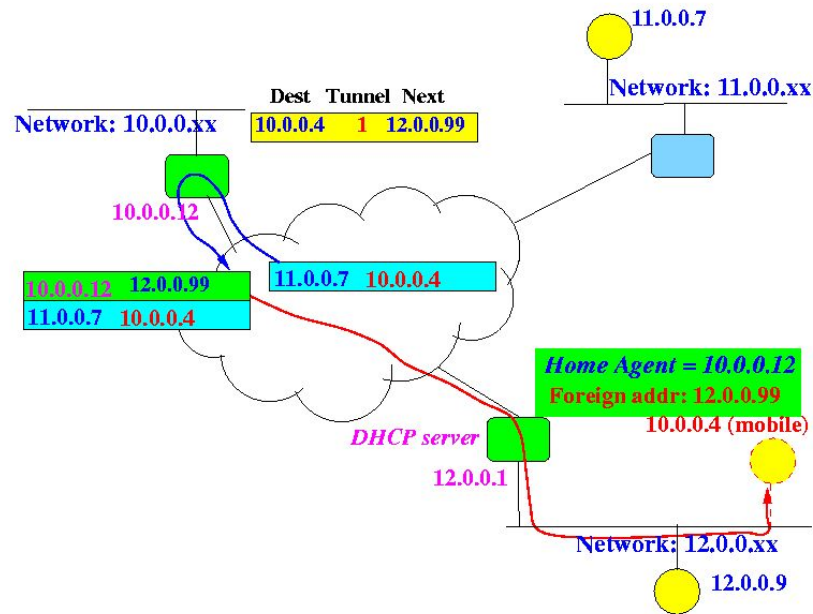 11.0.0.7
Dest Tunnel Next
Network: 11.0.0.xx
Network: 10.0.0.xx
10.0.0.4 1 12.0.0.99
10.0.0.12
11.0.0.7 10.0.0.4
10.0.0.12 12.0.0.99
11.0.0.7 10.0.0.4
Home Agent = 10.0.0.12
Foreign addr: 12.0.0.99
10.0.0.4 (mobile)
DHCP server
12.0.0.1
Network: 12.0.0.xx
12.0.0.9